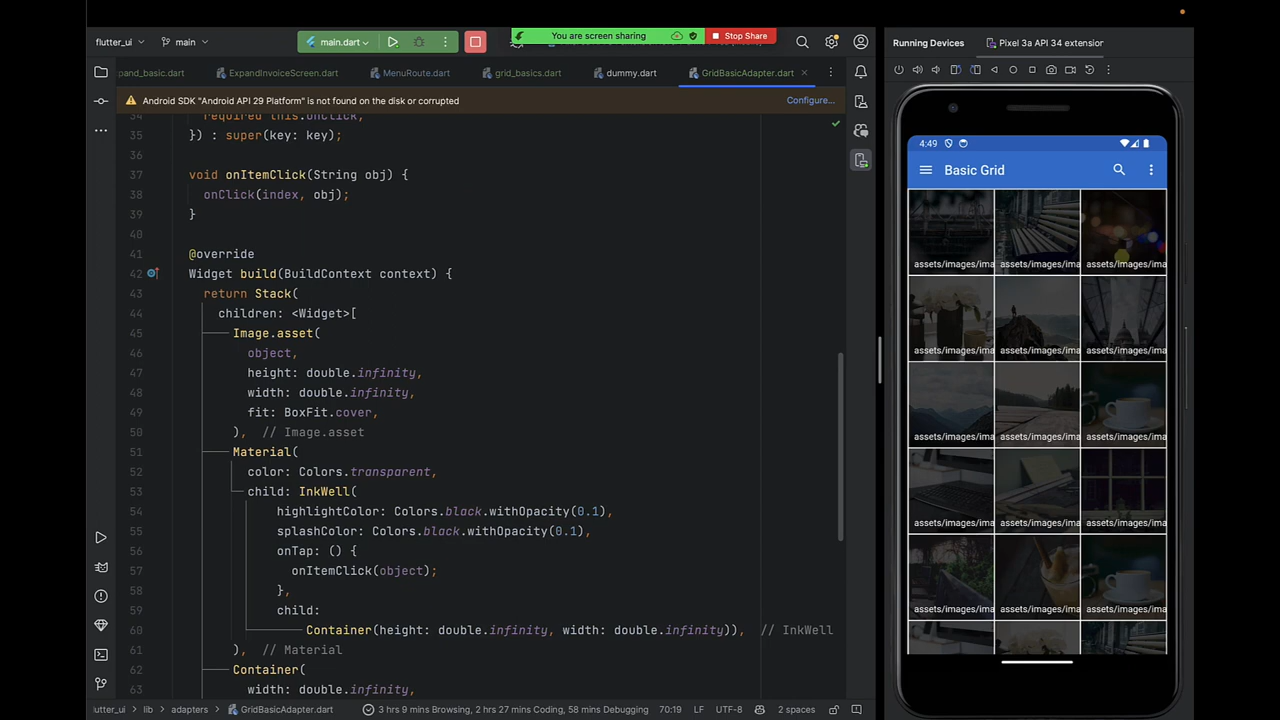 flutter_ui
main
main.dart
You are screen sharing
Stop Share
Running Devices
Pixel 3a API 34 extension
pand_basic.dart
ExpandInvoiceScreen.dart
MenuRoute.dart
grid_basics.dart
dummy.dart
GridBasicAdapter.dart
Android SDK "Android API 29 Platform" is not found on the disk or corrupted
Configure...
34 required this.onClick,
35 }) : super(key: key);
36
37 void onItemClick(String obj) {
38 onClick(index, obj);
39 }
40
41 @override
42 Widget build(BuildContext context) {
43 return Stack(
44 children: <Widget>[
45 Image.asset(
46 object,
47 height: double.infinity,
48 width: double.infinity,
49 fit: BoxFit.cover,
50 ), // Image.asset
51 Material(
52 color: Colors.transparent,
53 child: InkWell(
54 highlightColor: Colors.black.withOpacity(0.1),
55 splashColor: Colors.black.withOpacity(0.1),
56 onTap: () {
57 onItemClick(object);
58 },
59 child:
60 Container(height: double.infinity, width: double.infinity)), // InkWell
61 ), // Material
62 Container(
63 width: double.infinity,
lutter_ui > lib > adapters > GridBasicAdapter.dart
3 hrs 9 mins Browsing, 2 hrs 27 mins Coding, 58 mins Debugging
70:19
LF
UTF-8
2 spaces
4:49
Basic Grid
assets/images/ima assets/images/ima assets/images/ima
assets/images/ima assets/images/ima assets/images/ima
assets/images/ima assets/images/ima assets/images/ima
assets/images/ima assets/images/ima assets/images/ima
assets/images/ima assets/images/ima assets/images/ima